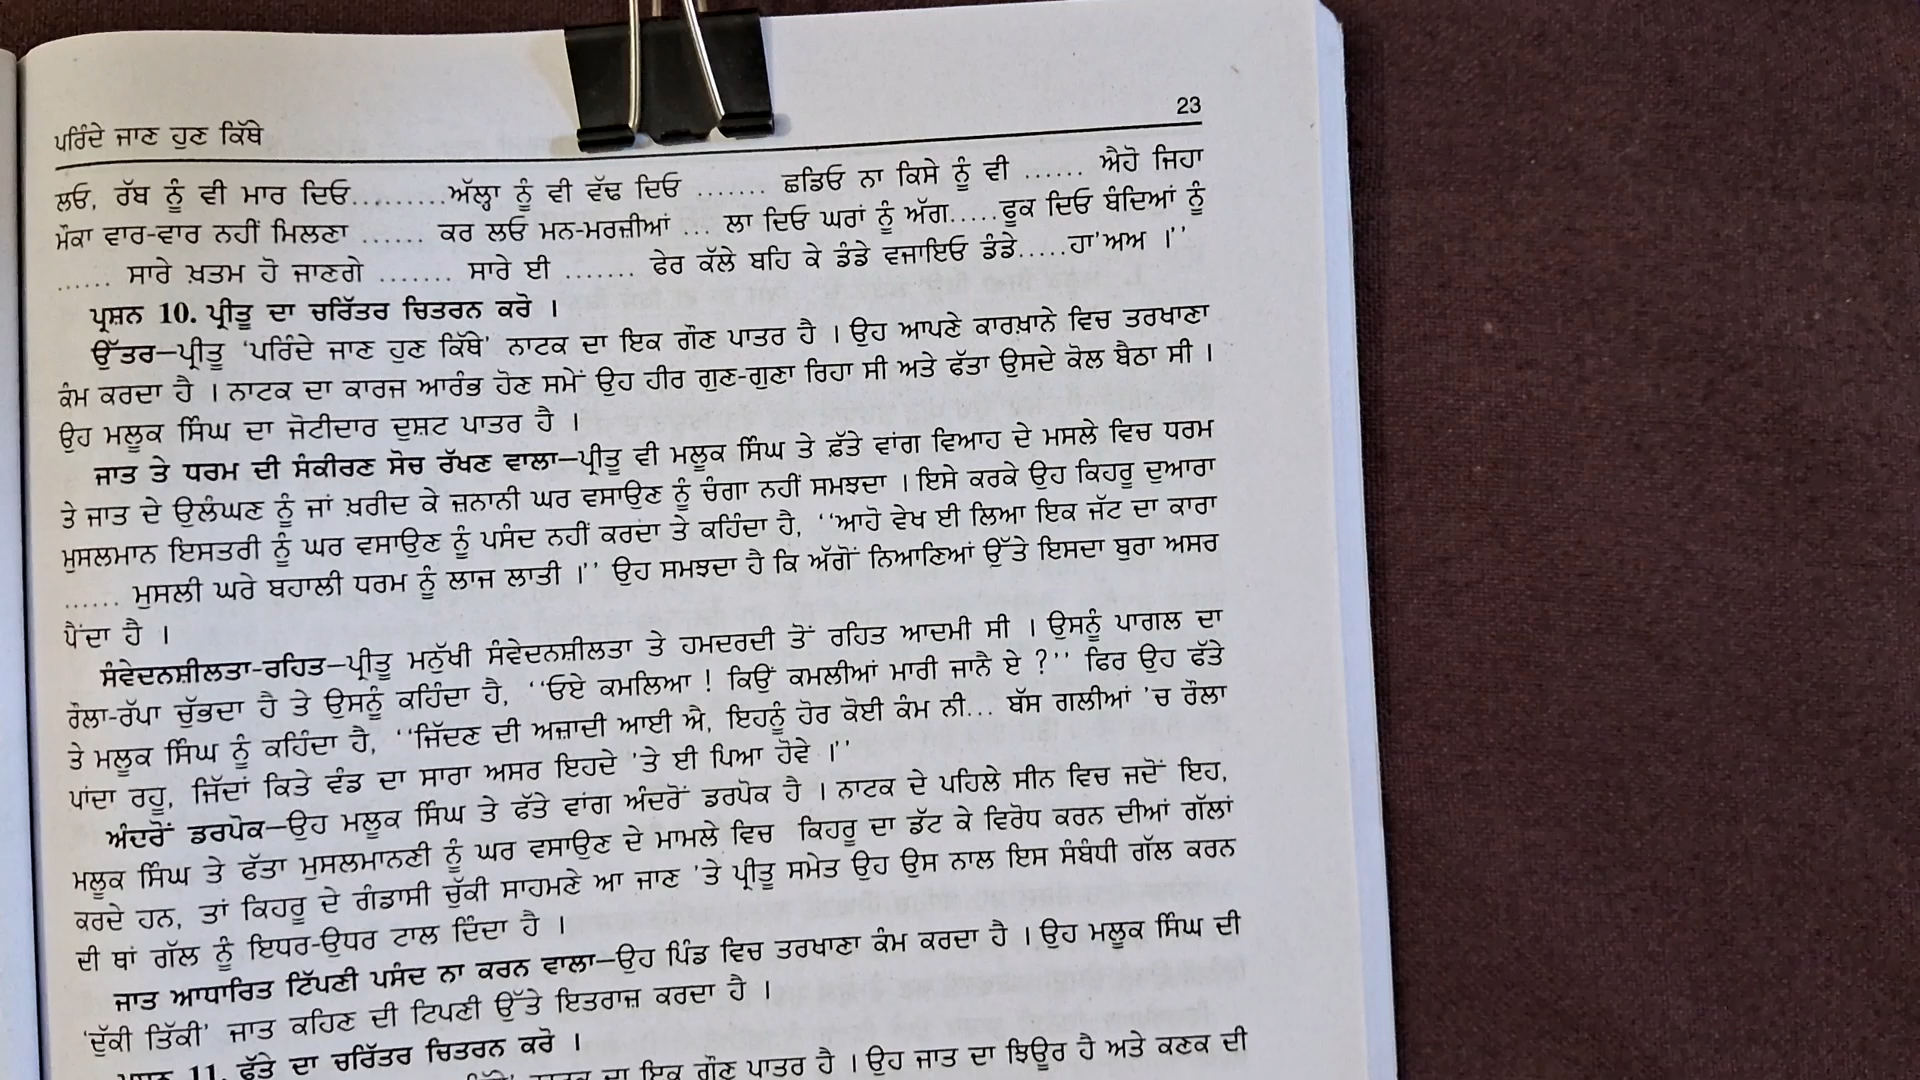 ਪਰਿੰਦੇ ਜਾਣ ਹੁਣ ਕਿੱਥੇ
23
ਲਓ, ਰੱਬ ਨੂੰ ਵੀ ਮਾਰ ਦਿਓ.........ਅੱਲ੍ਹਾ ਨੂੰ ਵੀ ਵੱਢ ਦਿਓ ....... ਛਡਿਓ ਨਾ ਕਿਸੇ ਨੂੰ ਵੀ ...... ਐਹੋ ਜਿਹਾ
ਮੌਕਾ ਵਾਰ-ਵਾਰ ਨਹੀਂ ਮਿਲਣਾ ...... ਕਰ ਲਓ ਮਨ-ਮਰਜ਼ੀਆਂ ... ਲਾ ਦਿਓ ਘਰਾਂ ਨੂੰ ਅੱਗ.....ਫੂਕ ਦਿਓ ਬੰਦਿਆਂ ਨੂੰ
...... ਸਾਰੇ ਖ਼ਤਮ ਹੋ ਜਾਣਗੇ ....... ਸਾਰੇ ਈ ....... ਫੇਰ ਕੱਲੇ ਬਹਿ ਕੇ ਡੰਡੇ ਵਜਾਇਓ ਡੰਡੇ.....ਹਾ'ਅਅ ।''
ਪ੍ਰਸ਼ਨ 10. ਪ੍ਰੀਤੂ ਦਾ ਚਰਿੱਤਰ ਚਿਤਰਨ ਕਰੋ ।
ਉੱਤਰ—ਪ੍ਰੀਤੂ 'ਪਰਿੰਦੇ ਜਾਣ ਹੁਣ ਕਿੱਥੇ' ਨਾਟਕ ਦਾ ਇਕ ਗੌਣ ਪਾਤਰ ਹੈ । ਉਹ ਆਪਣੇ ਕਾਰਖ਼ਾਨੇ ਵਿਚ ਤਰਖਾਣਾ
ਕੰਮ ਕਰਦਾ ਹੈ । ਨਾਟਕ ਦਾ ਕਾਰਜ ਆਰੰਭ ਹੋਣ ਸਮੇਂ ਉਹ ਹੀਰ ਗੁਣ-ਗੁਣਾ ਰਿਹਾ ਸੀ ਅਤੇ ਫੱਤਾ ਉਸਦੇ ਕੋਲ ਬੈਠਾ ਸੀ ।
ਉਹ ਮਲੂਕ ਸਿੰਘ ਦਾ ਜੋਟੀਦਾਰ ਦੁਸ਼ਟ ਪਾਤਰ ਹੈ ।
ਜਾਤ ਤੇ ਧਰਮ ਦੀ ਸੰਕੀਰਣ ਸੋਚ ਰੱਖਣ ਵਾਲਾ—ਪ੍ਰੀਤੂ ਵੀ ਮਲੂਕ ਸਿੰਘ ਤੇ ਫ਼ੱਤੇ ਵਾਂਗ ਵਿਆਹ ਦੇ ਮਸਲੇ ਵਿਚ ਧਰਮ
ਤੇ ਜਾਤ ਦੇ ਉਲੰਘਣ ਨੂੰ ਜਾਂ ਖ਼ਰੀਦ ਕੇ ਜ਼ਨਾਨੀ ਘਰ ਵਸਾਉਣ ਨੂੰ ਚੰਗਾ ਨਹੀਂ ਸਮਝਦਾ । ਇਸੇ ਕਰਕੇ ਉਹ ਕਿਹਰੂ ਦੁਆਰਾ
ਮੁਸਲਮਾਨ ਇਸਤਰੀ ਨੂੰ ਘਰ ਵਸਾਉਣ ਨੂੰ ਪਸੰਦ ਨਹੀਂ ਕਰਦਾ ਤੇ ਕਹਿੰਦਾ ਹੈ, ''ਆਹੋ ਵੇਖ ਈ ਲਿਆ ਇਕ ਜੱਟ ਦਾ ਕਾਰਾ
...... ਮੁਸਲੀ ਘਰੇ ਬਹਾਲੀ ਧਰਮ ਨੂੰ ਲਾਜ ਲਾਤੀ ।'' ਉਹ ਸਮਝਦਾ ਹੈ ਕਿ ਅੱਗੋਂ ਨਿਆਣਿਆਂ ਉੱਤੇ ਇਸਦਾ ਬੁਰਾ ਅਸਰ
ਪੈਂਦਾ ਹੈ ।
ਸੰਵੇਦਨਸ਼ੀਲਤਾ-ਰਹਿਤ—ਪ੍ਰੀਤੂ ਮਨੁੱਖੀ ਸੰਵੇਦਨਸ਼ੀਲਤਾ ਤੇ ਹਮਦਰਦੀ ਤੋਂ ਰਹਿਤ ਆਦਮੀ ਸੀ । ਉਸਨੂੰ ਪਾਗਲ ਦਾ
ਰੌਲਾ-ਰੱਪਾ ਚੁੱਭਦਾ ਹੈ ਤੇ ਉਸਨੂੰ ਕਹਿੰਦਾ ਹੈ, ''ਓਏ ਕਮਲਿਆ ! ਕਿਉਂ ਕਮਲੀਆਂ ਮਾਰੀ ਜਾਨੈ ਏ ?'' ਫਿਰ ਉਹ ਫੱਤੇ
ਤੇ ਮਲੂਕ ਸਿੰਘ ਨੂੰ ਕਹਿੰਦਾ ਹੈ, ''ਜਿੱਦਣ ਦੀ ਅਜ਼ਾਦੀ ਆਈ ਐ, ਇਹਨੂੰ ਹੋਰ ਕੋਈ ਕੰਮ ਨੀ... ਬੱਸ ਗਲੀਆਂ 'ਚ ਰੌਲਾ
ਪਾਂਦਾ ਰਹੂ, ਜਿੱਦਾਂ ਕਿਤੇ ਵੰਡ ਦਾ ਸਾਰਾ ਅਸਰ ਇਹਦੇ 'ਤੇ ਈ ਪਿਆ ਹੋਵੇ ।''
ਅੰਦਰੋਂ ਡਰਪੋਕ—ਉਹ ਮਲੂਕ ਸਿੰਘ ਤੇ ਫੱਤੇ ਵਾਂਗ ਅੰਦਰੋਂ ਡਰਪੋਕ ਹੈ । ਨਾਟਕ ਦੇ ਪਹਿਲੇ ਸੀਨ ਵਿਚ ਜਦੋਂ ਇਹ,
ਮਲੂਕ ਸਿੰਘ ਤੇ ਫੱਤਾ ਮੁਸਲਮਾਨਣੀ ਨੂੰ ਘਰ ਵਸਾਉਣ ਦੇ ਮਾਮਲੇ ਵਿਚ ਕਿਹਰੂ ਦਾ ਡੱਟ ਕੇ ਵਿਰੋਧ ਕਰਨ ਦੀਆਂ ਗੱਲਾਂ
ਕਰਦੇ ਹਨ, ਤਾਂ ਕਿਹਰੂ ਦੇ ਗੰਡਾਸੀ ਚੁੱਕੀ ਸਾਹਮਣੇ ਆ ਜਾਣ 'ਤੇ ਪ੍ਰੀਤੂ ਸਮੇਤ ਉਹ ਉਸ ਨਾਲ ਇਸ ਸੰਬੰਧੀ ਗੱਲ ਕਰਨ
ਦੀ ਥਾਂ ਗੱਲ ਨੂੰ ਇਧਰ-ਉਧਰ ਟਾਲ ਦਿੰਦਾ ਹੈ ।
ਜਾਤ ਆਧਾਰਿਤ ਟਿੱਪਣੀ ਪਸੰਦ ਨਾ ਕਰਨ ਵਾਲਾ—ਉਹ ਪਿੰਡ ਵਿਚ ਤਰਖਾਣਾ ਕੰਮ ਕਰਦਾ ਹੈ । ਉਹ ਮਲੂਕ ਸਿੰਘ ਦੀ
'ਦੁੱਕੀ ਤਿੱਕੀ' ਜਾਤ ਕਹਿਣ ਦੀ ਟਿਪਣੀ ਉੱਤੇ ਇਤਰਾਜ਼ ਕਰਦਾ ਹੈ ।
11. ਫੱਤੇ ਦਾ ਚਰਿੱਤਰ ਚਿਤਰਨ ਕਰੋ ।
ਦਾ ਇਕ ਗੌਣ ਪਾਤਰ ਹੈ । ਉਹ ਜਾਤ ਦਾ ਝਿਊਰ ਹੈ ਅਤੇ ਕਣਕ ਦੀ